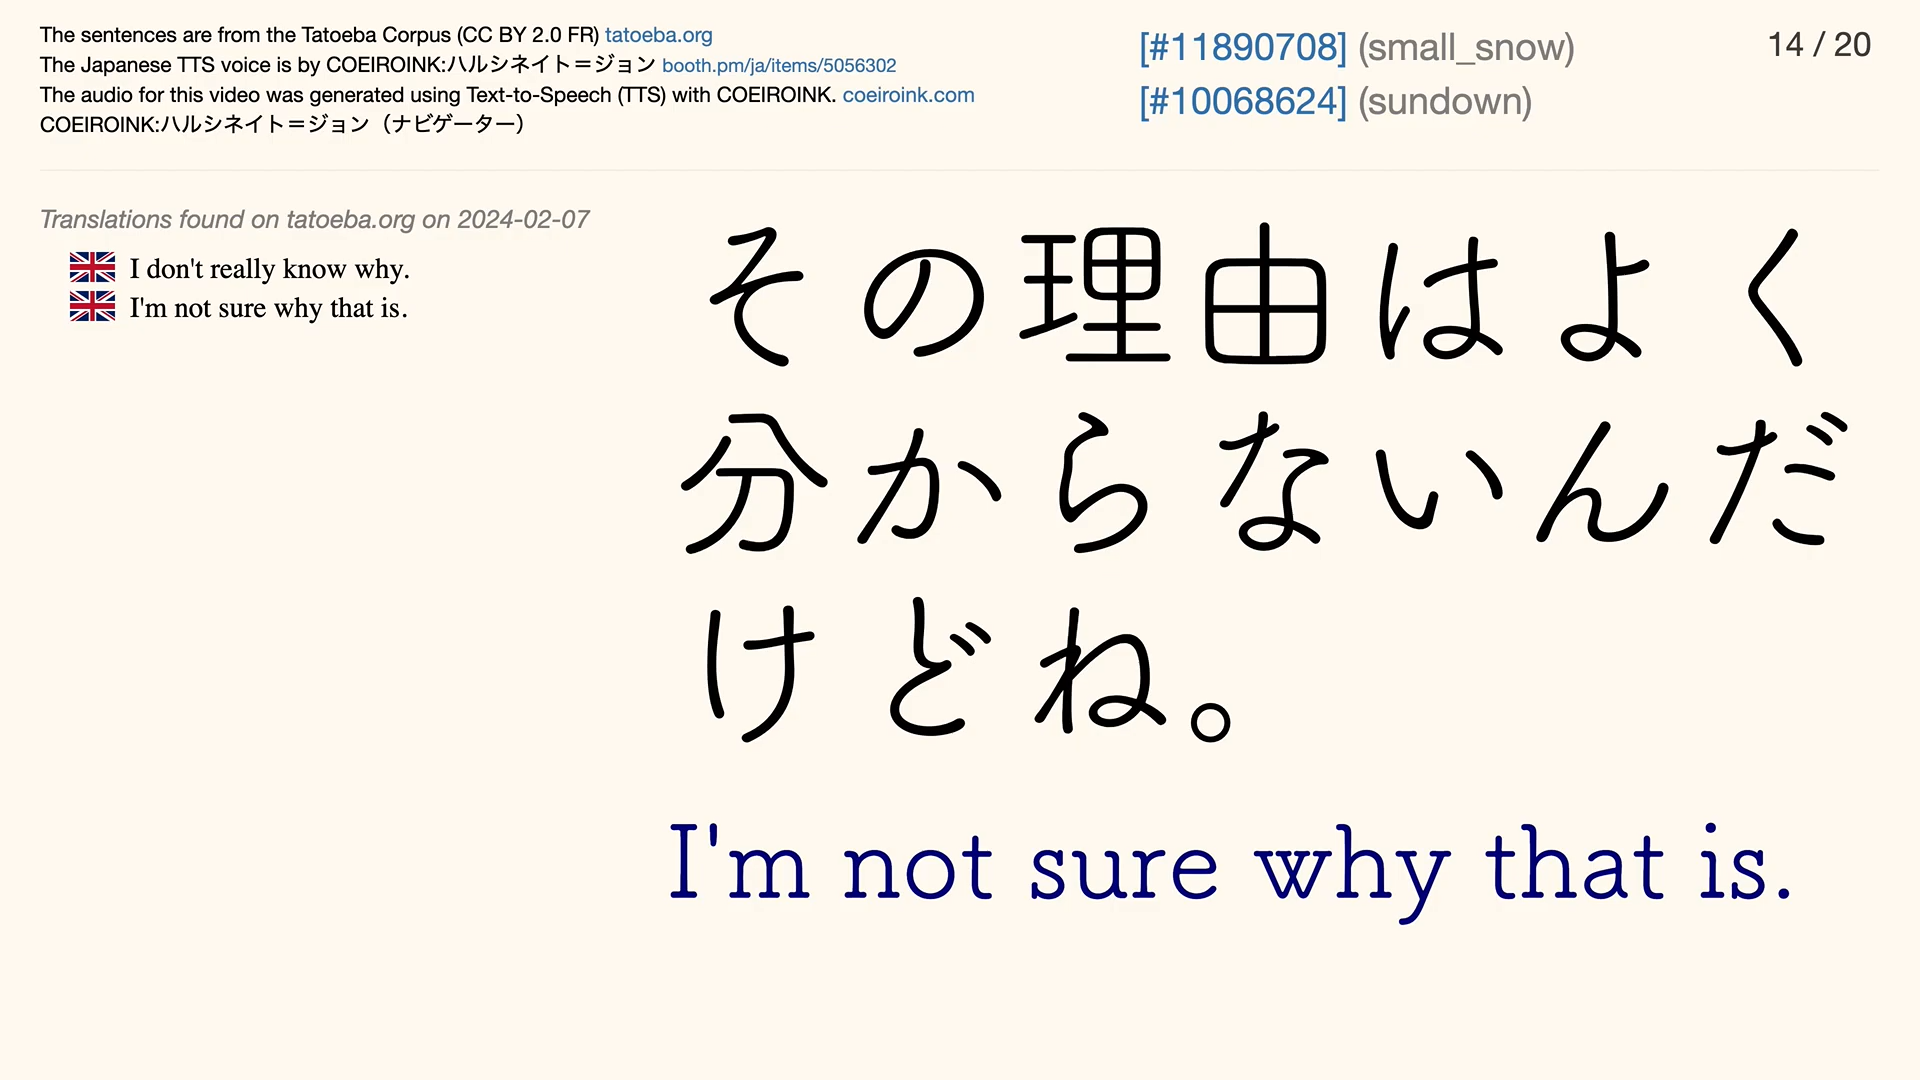 The sentences are from the Tatoeba Corpus (CC BY 2.0 FR) tatoeba.org
The Japanese TTS voice is by COEIROINK:ハルシネイト＝ジョン booth.pm/ja/items/5056302
The audio for this video was generated using Text-to-Speech (TTS) with COEIROINK. coeiroink.com
COEIROINK:ハルシネイト＝ジョン（ナビゲーター）
[#11890708] (small_snow)
[#10068624] (sundown)
14 / 20
Translations found on tatoeba.org on 2024-02-07
I don't really know why.
I'm not sure why that is.
その理由はよく
分からないんだ
けどね。
I'm not sure why that is.